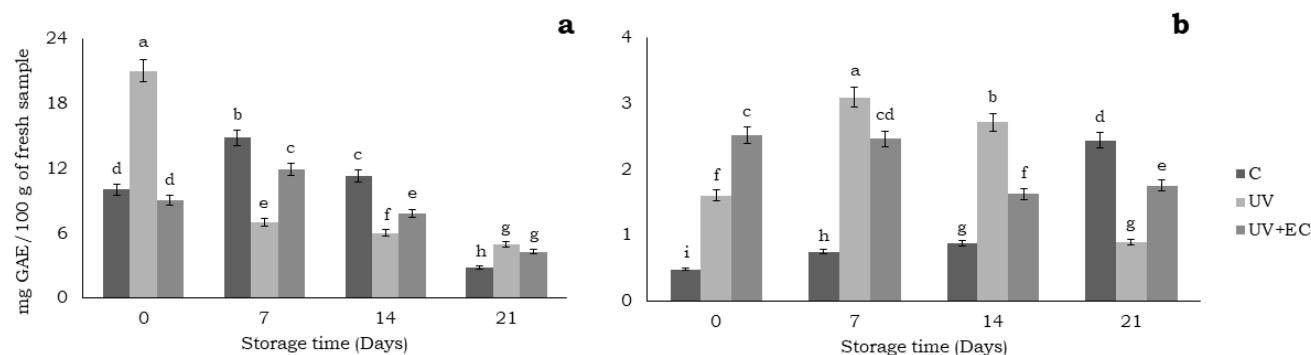 a
24
18
12
6
0
mg GAE/100 g of fresh sample
d
a
d
b
e
c
c
f
e
h
g
g
0
7
14
21
Storage time (Days)
b
4
3
2
1
0
i
f
c
h
a
cd
g
b
f
d
g
e
0
7
14
21
Storage time (Days)
C
UV
UV+EC